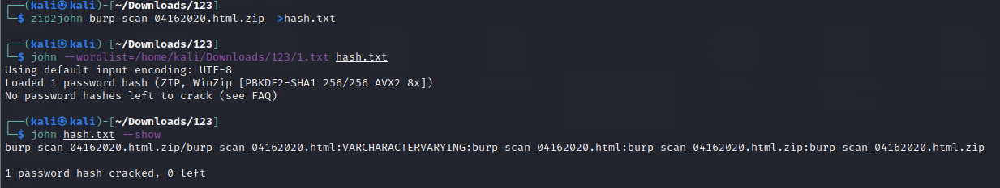 ┌──(kali㉿kali)-[~/Downloads/123]
└─$ zip2john burp-scan_04162020.html.zip  >hash.txt
┌──(kali㉿kali)-[~/Downloads/123]
└─$ john --wordlist=/home/kali/Downloads/123/1.txt hash.txt
Using default input encoding: UTF-8
Loaded 1 password hash (ZIP, WinZip [PBKDF2-SHA1 256/256 AVX2 8x])
No password hashes left to crack (see FAQ)
┌──(kali㉿kali)-[~/Downloads/123]
└─$ john hash.txt --show
burp-scan_04162020.html.zip/burp-scan_04162020.html:VARCHARACTERVARYING:burp-scan_04162020.html:burp-scan_04162020.html.zip:burp-scan_04162020.html.zip
1 password hash cracked, 0 left